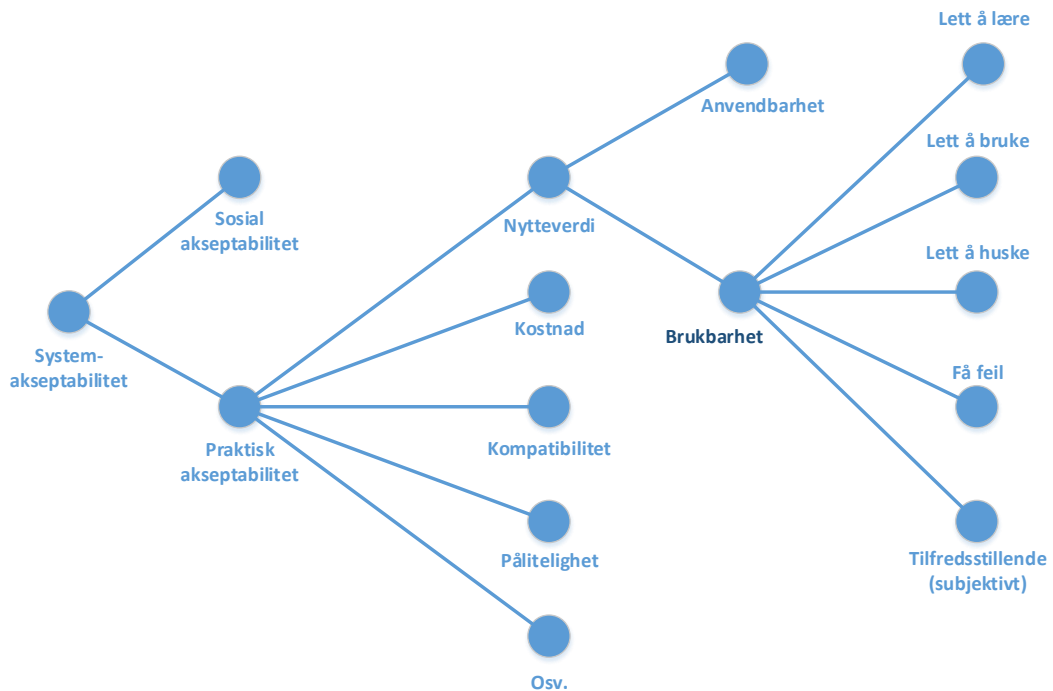 Lett å lære
Anvendbarhet
Lett å bruke
Sosial
akseptabilitet
Nytteverdi
Lett å huske
Kostnad
Brukbarhet
System-
akseptabilitet
Få feil
Praktisk
akseptabilitet
Kompatibilitet
Pålitelighet
Tilfredsstillende
(subjektivt)
Osv.